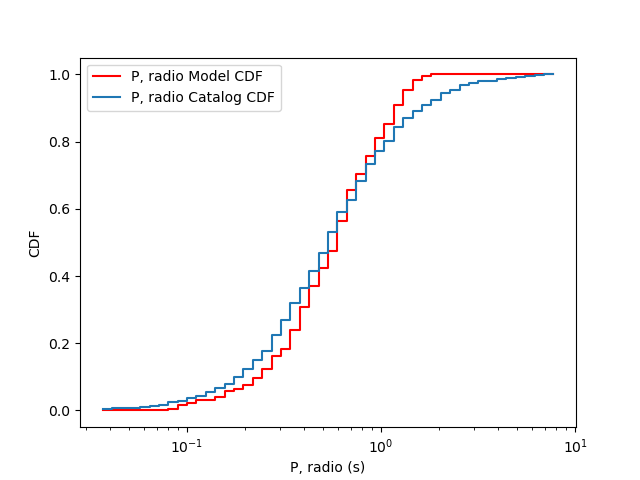 P, radio Model CDF
P, radio Catalog CDF
1.0
0.8
0.6
0.4
0.2
0.0
CDF
10⁻¹ 10⁰ 10¹
P, radio (s)